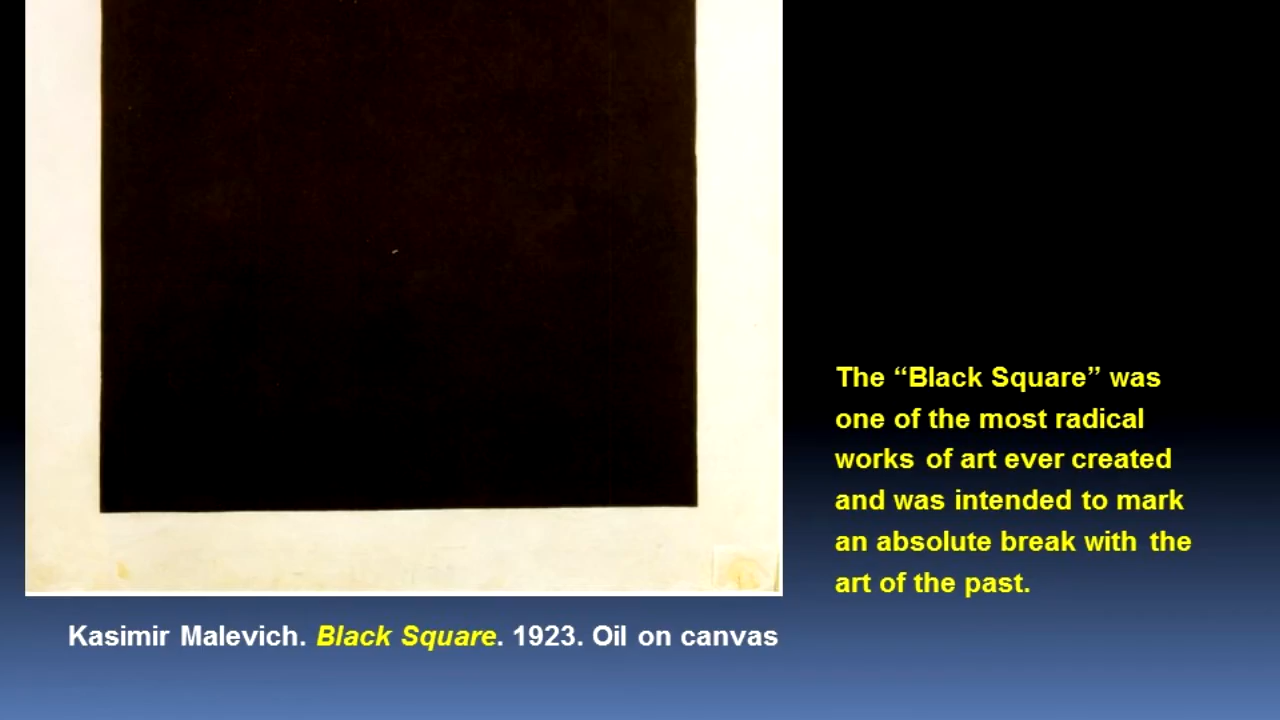 The “Black Square” was
one of the most radical
works of art ever created
and was intended to mark
an absolute break with the
art of the past.
Kasimir Malevich. Black Square. 1923. Oil on canvas